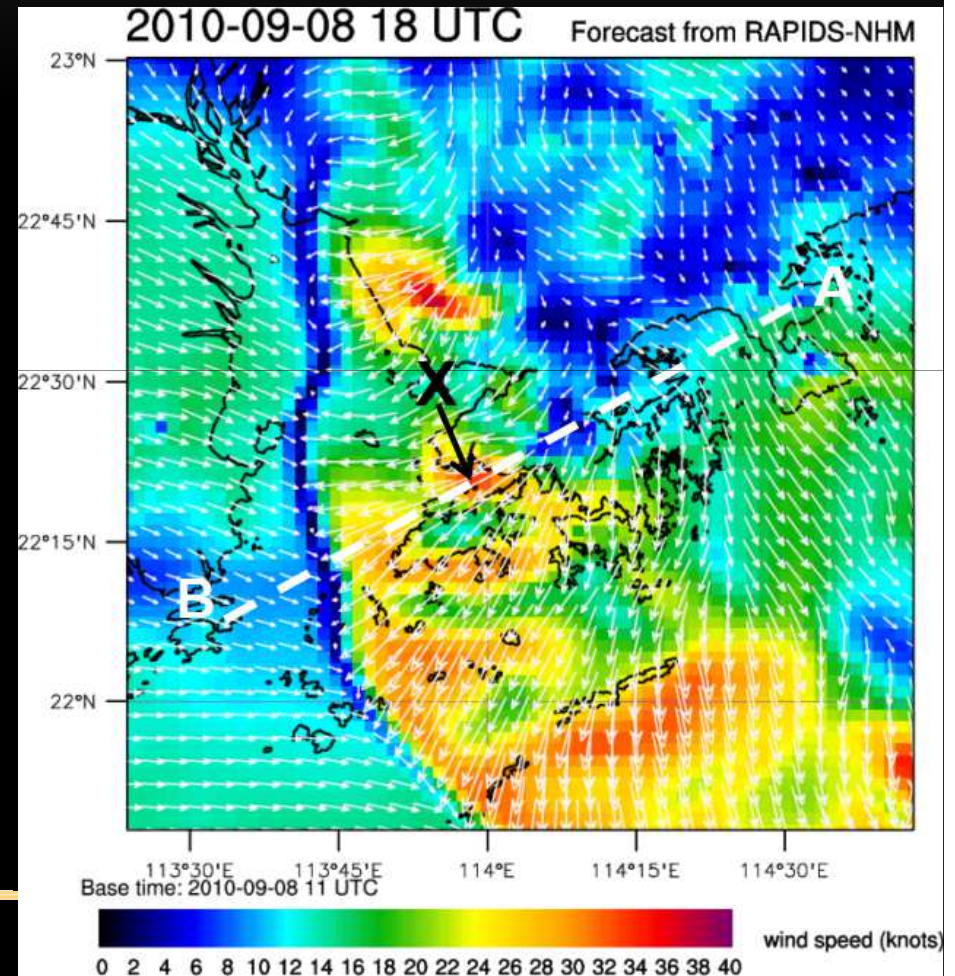 2010-09-08 18 UTC
Forecast from RAPIDS-NHM
23°N
22°45'N
A
22°30'N
X
22°15'N
B
22°N
113°30'E 113°45'E 114°E 114°15'E 114°30'E
Base time: 2010-09-08 11 UTC
wind speed (knots)
0 2 4 6 8 10 12 14 16 18 20 22 24 26 28 30 32 34 36 38 40